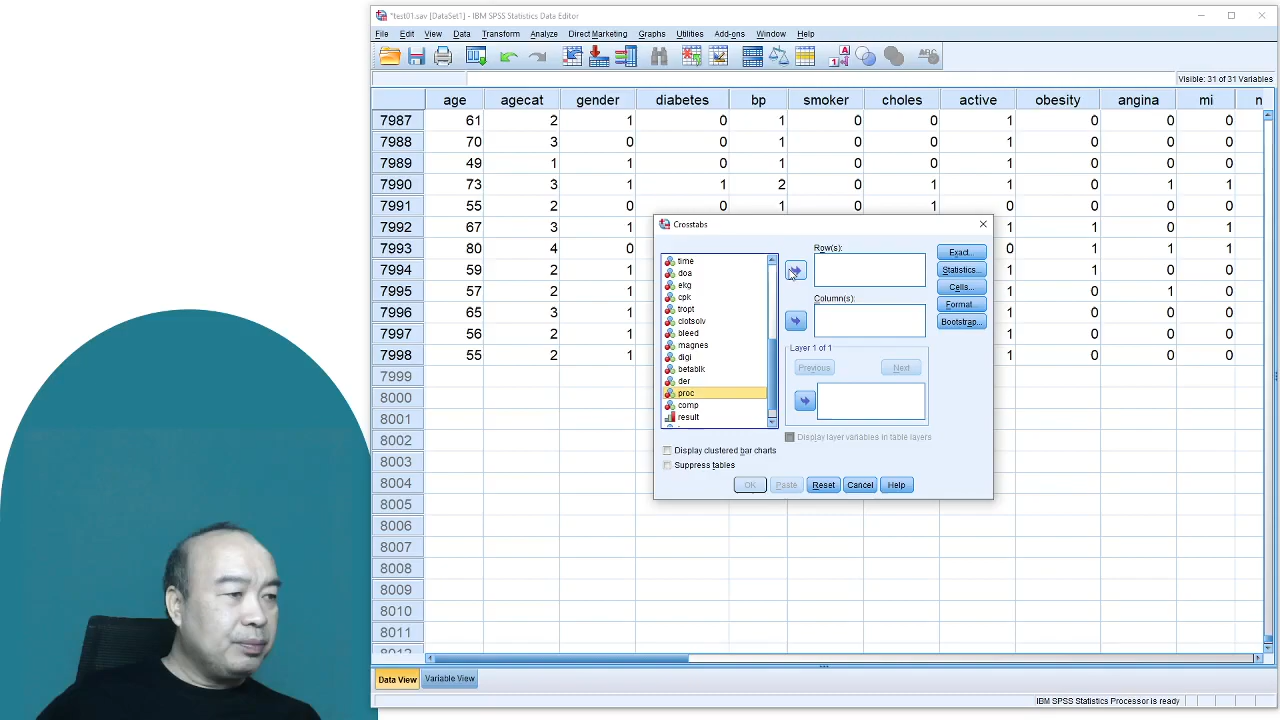 *test01.sav [DataSet1] - IBM SPSS Statistics Data Editor
File Edit View Data Transform Analyze Direct Marketing Graphs Utilities Add-ons Window Help
Visible: 31 of 31 Variables
age agecat gender diabetes bp smoker choles active obesity angina mi n
7987 61 2 1 0 1 0 0 1 0 0 0
7988 70 3 0 0 1 0 0 1 0 0 0
7989 49 1 1 0 1 0 0 1 0 0 0
7990 73 3 1 1 2 0 1 1 0 1 1
7991 55 2 0 0 1 0 1 0 0 0 0
7992 67 3 1 1 0 1
7993 80 4 0 0 1 1 1
7994 59 2 1 1 1 0 0
7995 57 2 1 1 0 1 0
7996 65 3 1 1 0 0 0
7997 56 2 1 1 0 0 0
7998 55 2 1 1 0 0 0
7999
8000
8001
8002
8003
8004
8005
8006
8007
8008
8009
8010
8011
Crosstabs
time
doa
ekg
cpk
tropt
clotsolv
bleed
magnes
digi
betablk
der
proc
comp
result
Row(s):
Column(s):
Layer 1 of 1
Previous Next
Display layer variables in table layers
Exact...
Statistics...
Cells...
Format
Bootstrap...
Display clustered bar charts
Suppress tables
OK Paste Reset Cancel Help
Data View Variable View
IBM SPSS Statistics Processor is ready